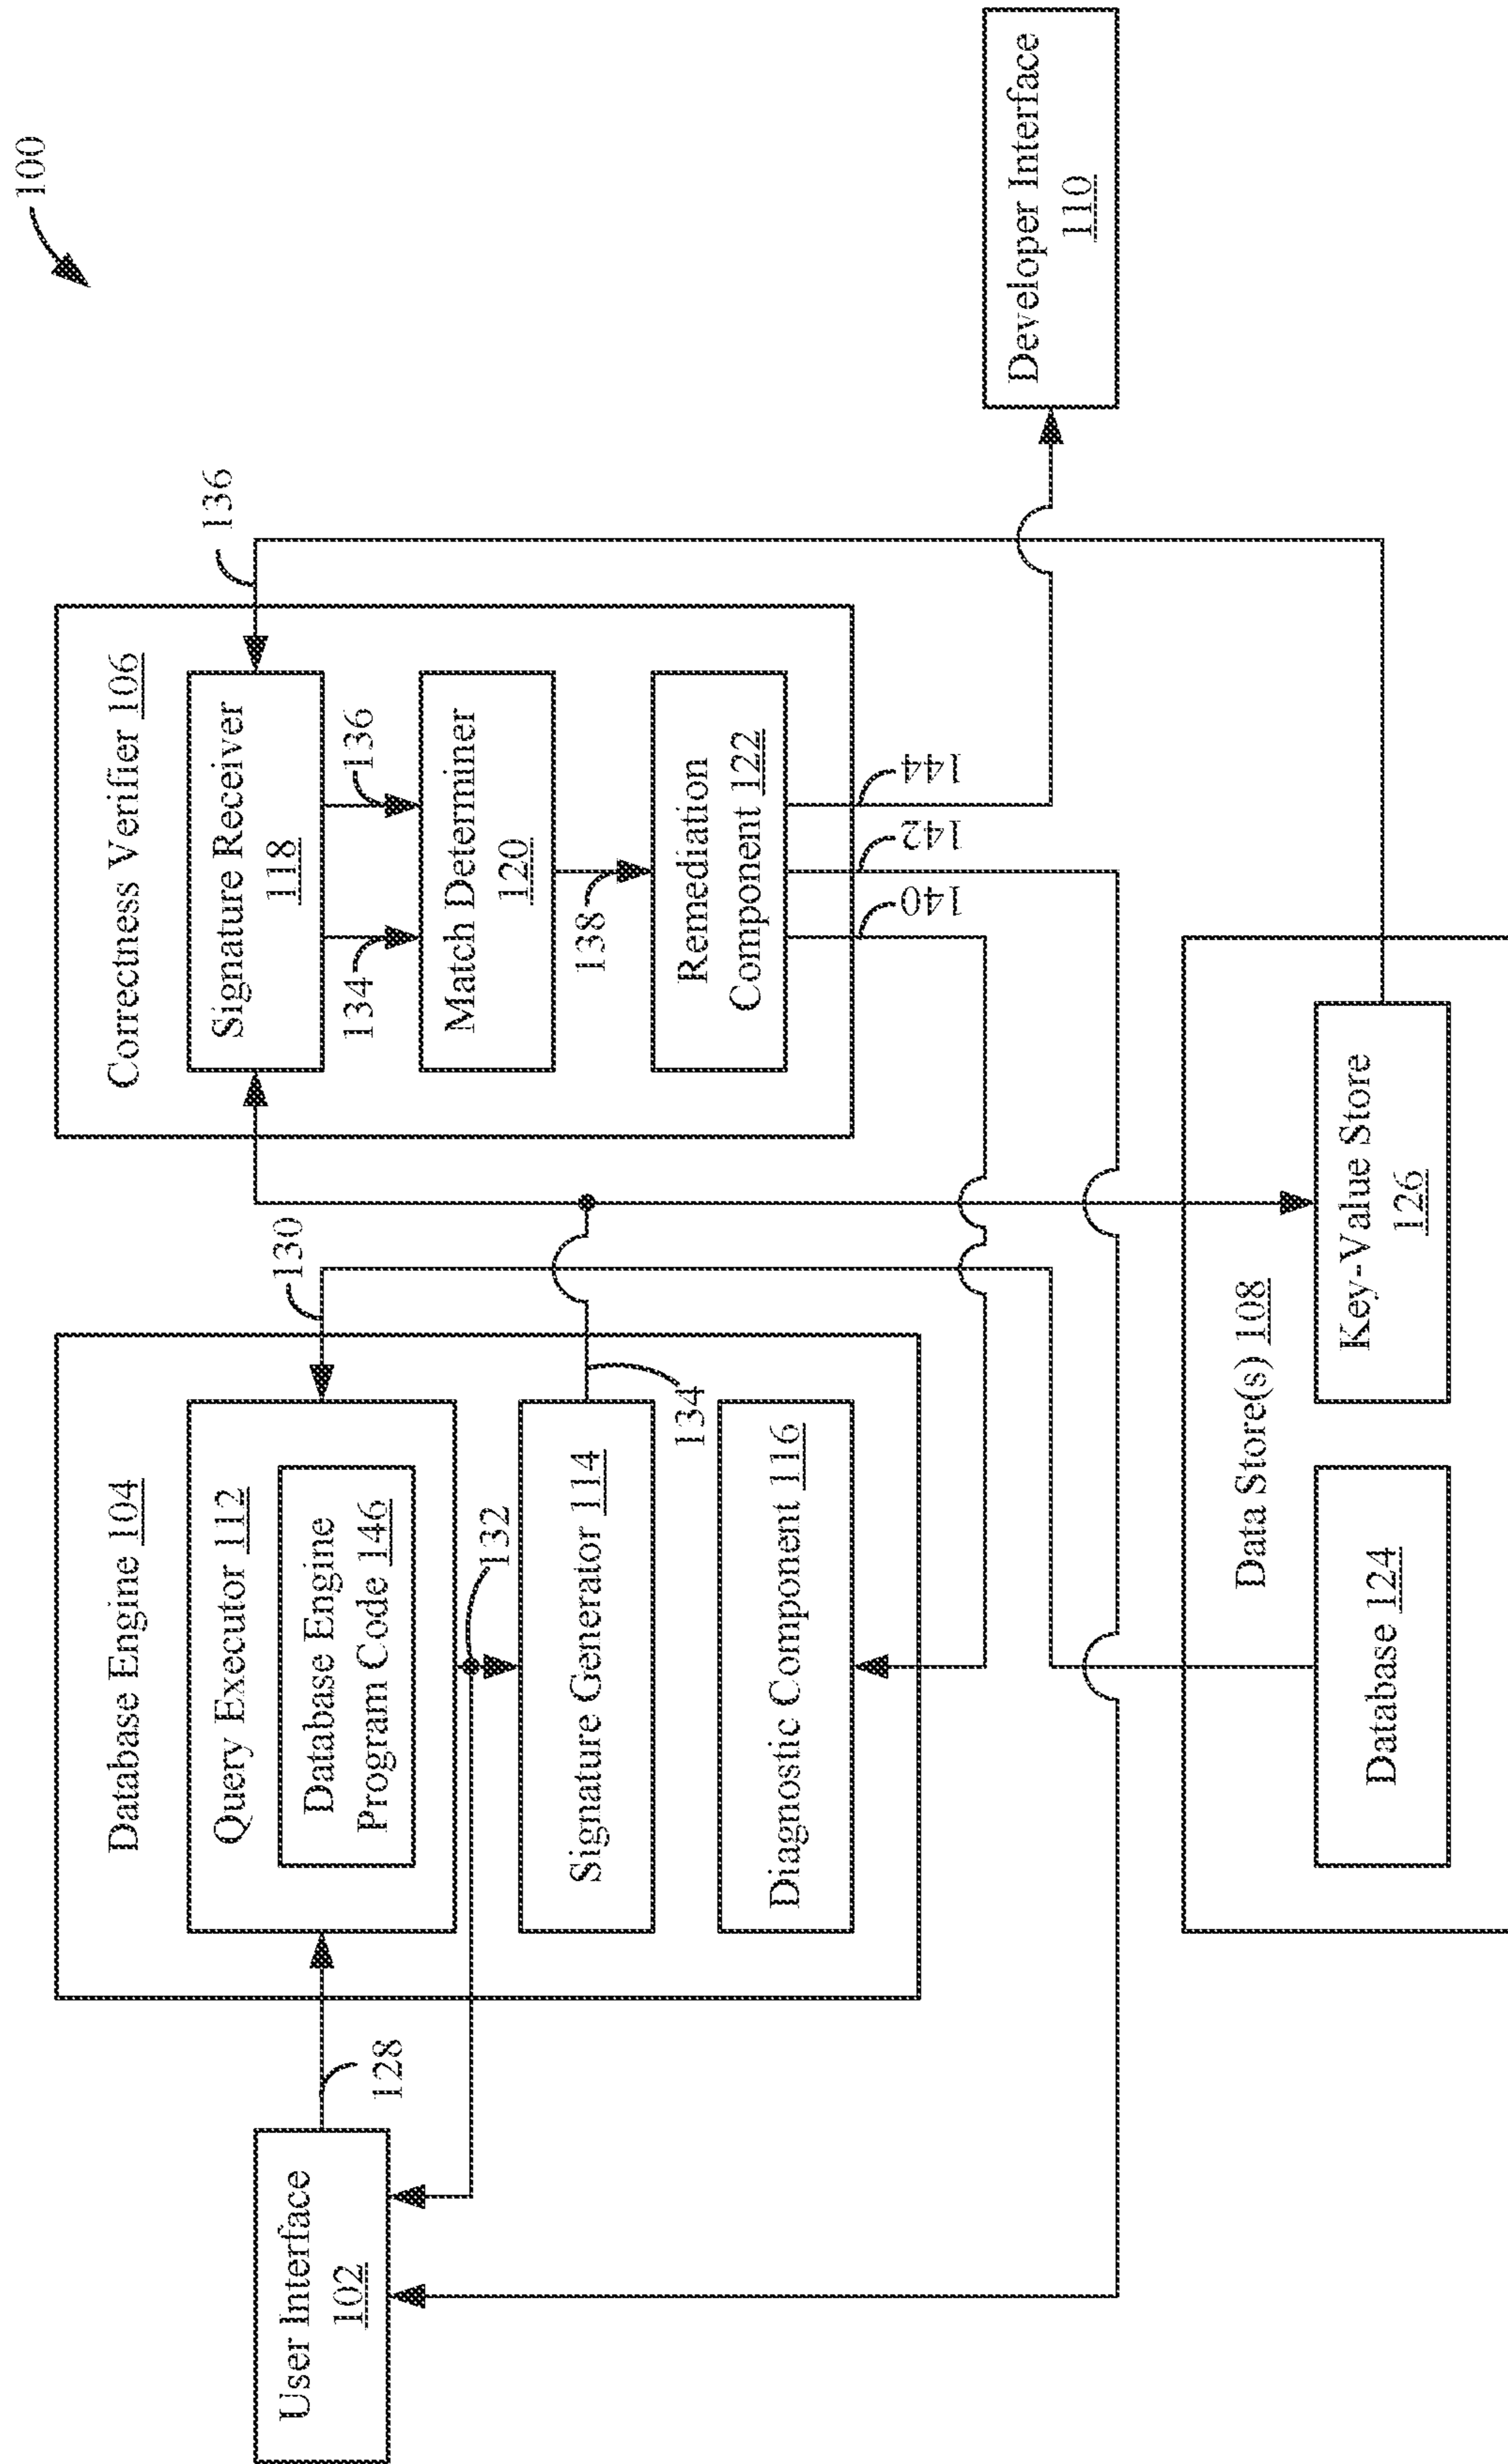 100
User Interface
102
128
Database Engine 104
Query Executor 112
Database Engine
Program Code 146
130
132
Signature Generator 114
134
Diagnostic Component 116
Correctness Verifier 106
Signature Receiver
118
136
134
136
Match Determiner
120
138
Remediation
Component 122
140
142
144
Developer Interface
110
Data Store(s) 108
Database 124
Key-Value Store
126